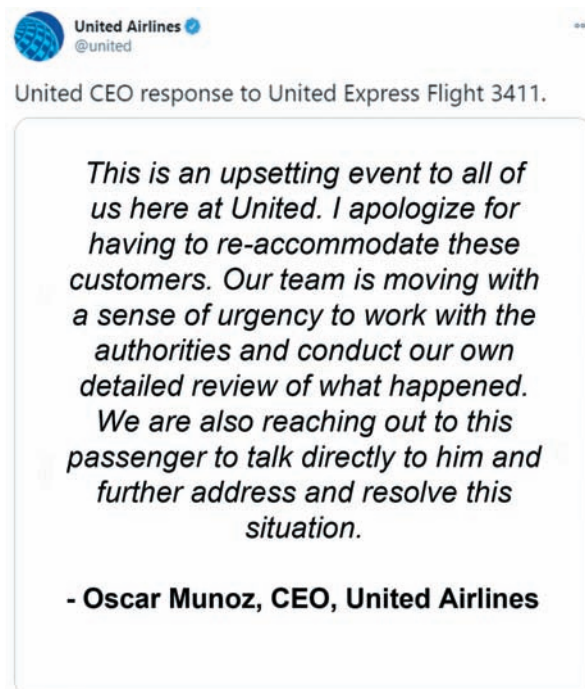 United Airlines
@united
United CEO response to United Express Flight 3411.
This is an upsetting event to all of
us here at United. I apologize for
having to re-accommodate these
customers. Our team is moving with
a sense of urgency to work with the
authorities and conduct our own
detailed review of what happened.
We are also reaching out to this
passenger to talk directly to him and
further address and resolve this
situation.
- Oscar Munoz, CEO, United Airlines